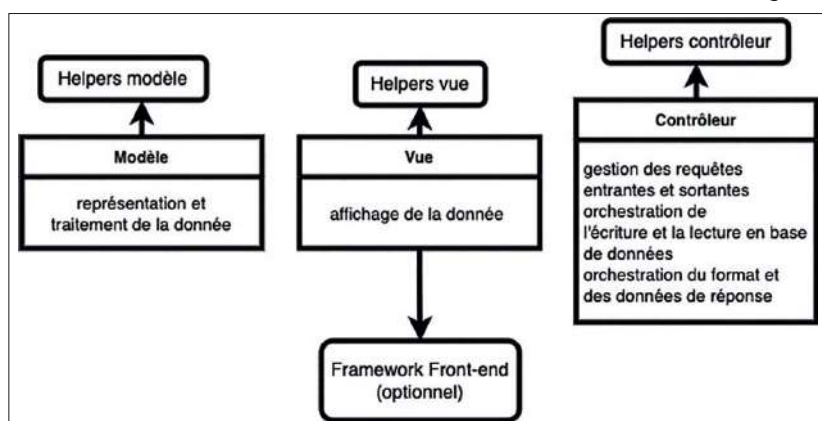 Helpers modèle
Modèle
représentation et
traitement de la donnée
Helpers vue
Vue
affichage de la donnée
Framework Front-end
(optionnel)
Helpers contrôleur
Contrôleur
gestion des requêtes
entrantes et sortantes
orchestration de
l'écriture et la lecture en base
de données
orchestration du format et
des données de réponse